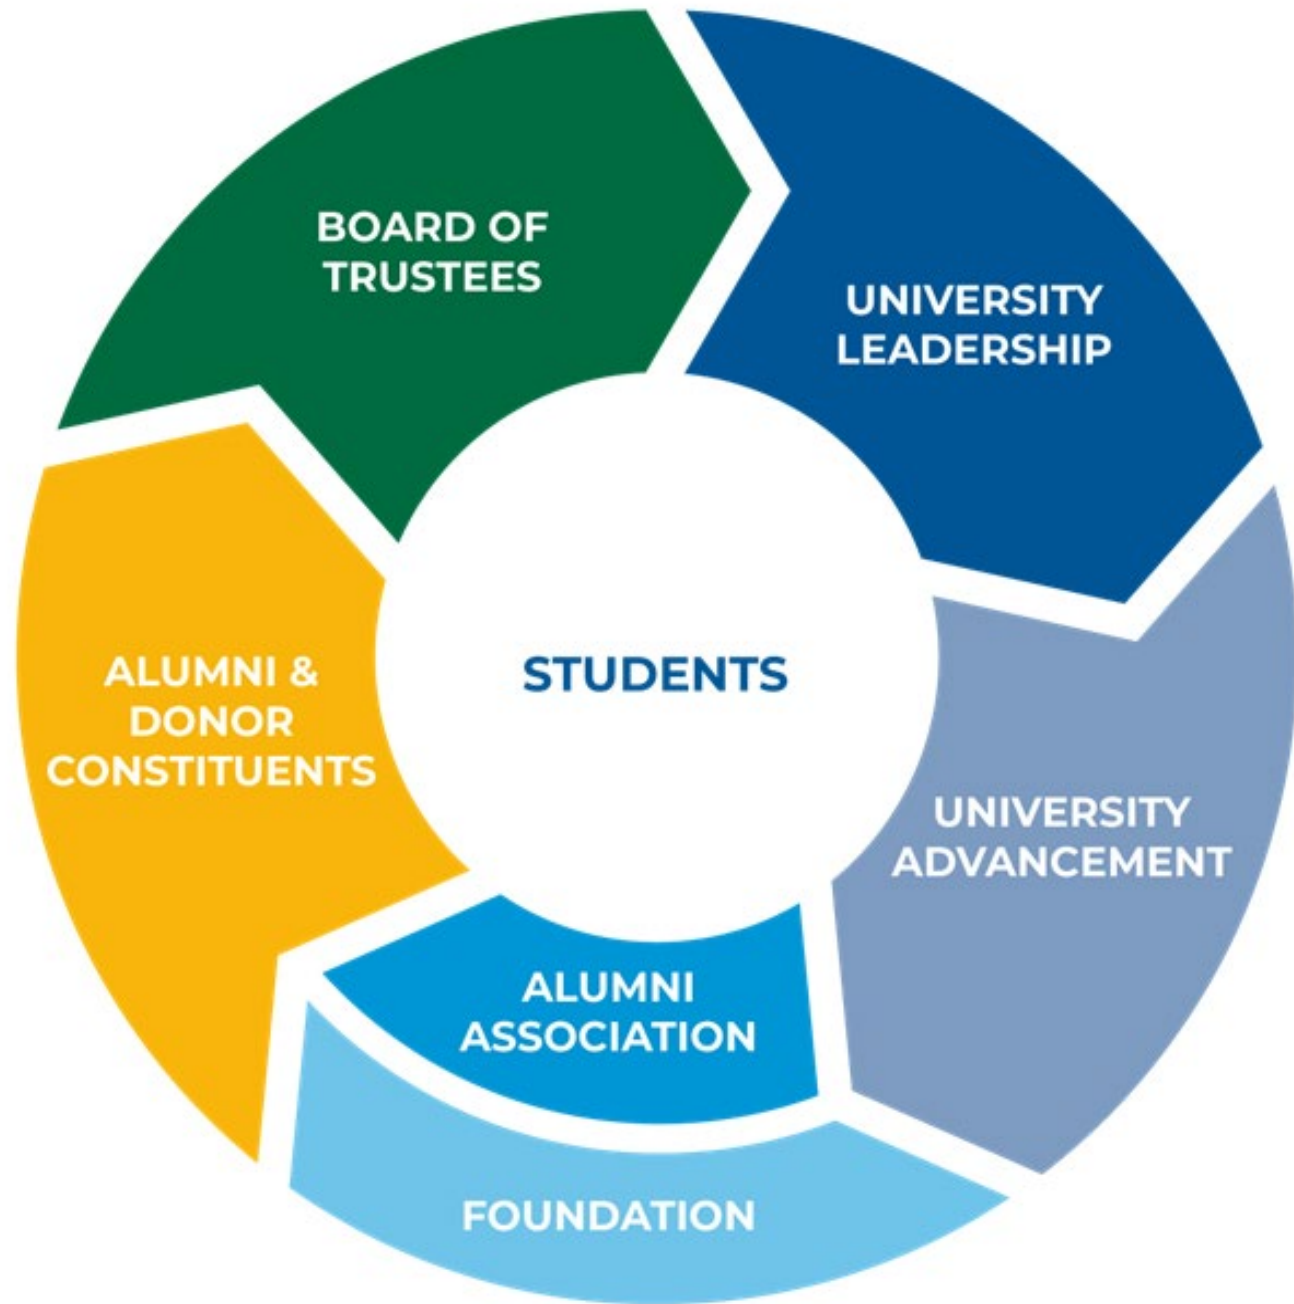 BOARD OF
TRUSTEES
UNIVERSITY
LEADERSHIP
STUDENTS
ALUMNI &
DONOR
CONSTITUENTS
UNIVERSITY
ADVANCEMENT
ALUMNI
ASSOCIATION
FOUNDATION